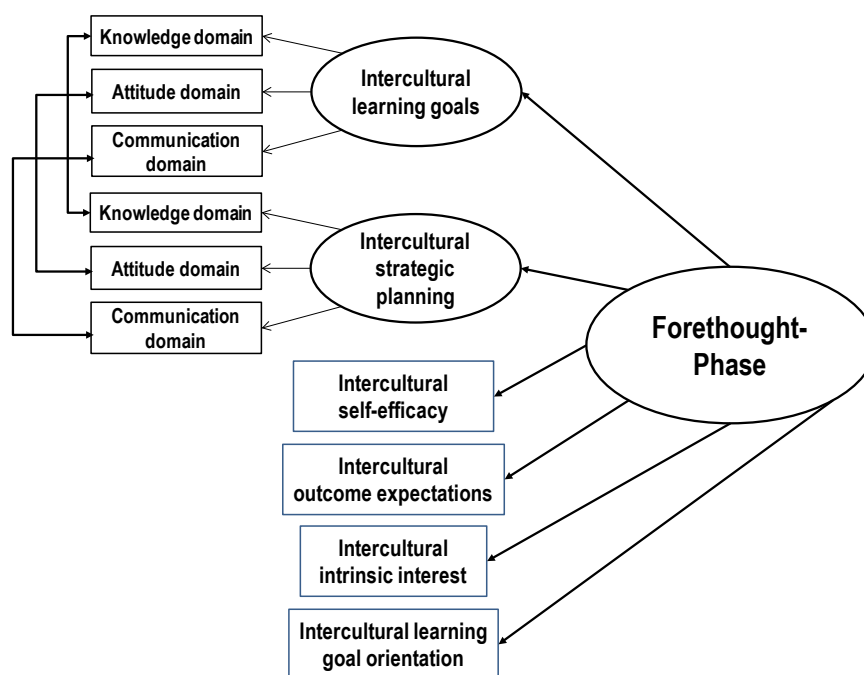 Knowledge domain
Attitude domain
Communication
domain
Knowledge domain
Attitude domain
Communication
domain
Intercultural
learning goals
Intercultural
strategic
planning
Forethought-
Phase
Intercultural
self-efficacy
Intercultural
outcome expectations
Intercultural
intrinsic interest
Intercultural learning
goal orientation